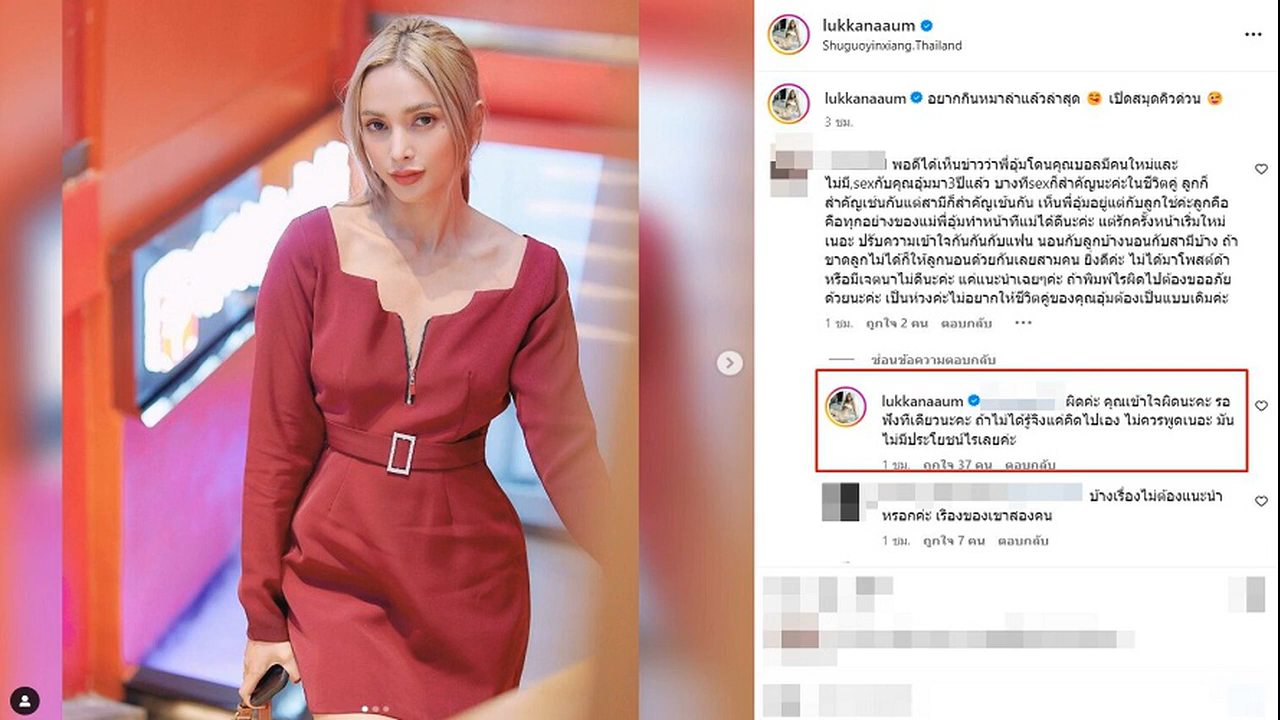 lukkanaaum
Shuguoyinxiang.Thailand
lukkanaaum อยากกินหมาล่าแล้วล่าสุด 😋 เปิดสมุดคิวด่วน 😜
3 ชม.
พอดีได้เห็นข่าวว่าพี่อุ้มโดนคุณบอลมีคนใหม่และ
ไม่มี,sexกับคุณอุ้มมา3ปีแล้ว บางทีsexก็สำคัญนะค่ะในชีวิตคู่ ลูกก็
สำคัญเช่นกันแต่สามีก็สำคัญเช่นกัน เห็นพี่อุ้มอยู่แต่กับลูกใช่ค่ะลูกคือ
คือทุกอย่างของแม่พี่อุ้มทำหน้าที่แม่ได้ดีนะค่ะ แต่รักครั้งหน้าเริ่มใหม่
เนอะ ปรับความเข้าใจกันกันกับแฟน นอนกับลูกบ้างนอนกับสามีบ้าง ถ้า
ขาดลูกไม่ได้ก็ให้ลูกนอนด้วยกันเลยสามคน ยิ่งดีค่ะ ไม่ได้มาโพสต์ด่า
หรือมีเจตนาไม่ดีนะค่ะ แค่แนะนำเฉยๆค่ะ ถ้าพิมพ์ไรผิดไปต้องขออภัย
ด้วยนะค่ะ เป็นห่วงค่ะไม่อยากให้ชีวิตคู่ของคุณอุ้มต้องเป็นแบบเดิมค่ะ
1 ชม. ถูกใจ 2 คน ตอบกลับ
ซ่อนข้อความตอบกลับ
lukkanaaum ผิดค่ะ คุณเข้าใจผิดนะคะ รอ
ฟังทีเดียวนะคะ ถ้าไม่ได้รู้จิงแค่คิดไปเอง ไม่ควรพูดเนอะ มัน
ไม่มีประโยชน์ไรเลยค่ะ
1 ชม. ถูกใจ 37 คน ตอบกลับ
บ้างเรื่องไม่ต้องแนะนำ
หรอกค่ะ เรื่องของเขาสองคน
1 ชม. ถูกใจ 7 คน ตอบกลับ